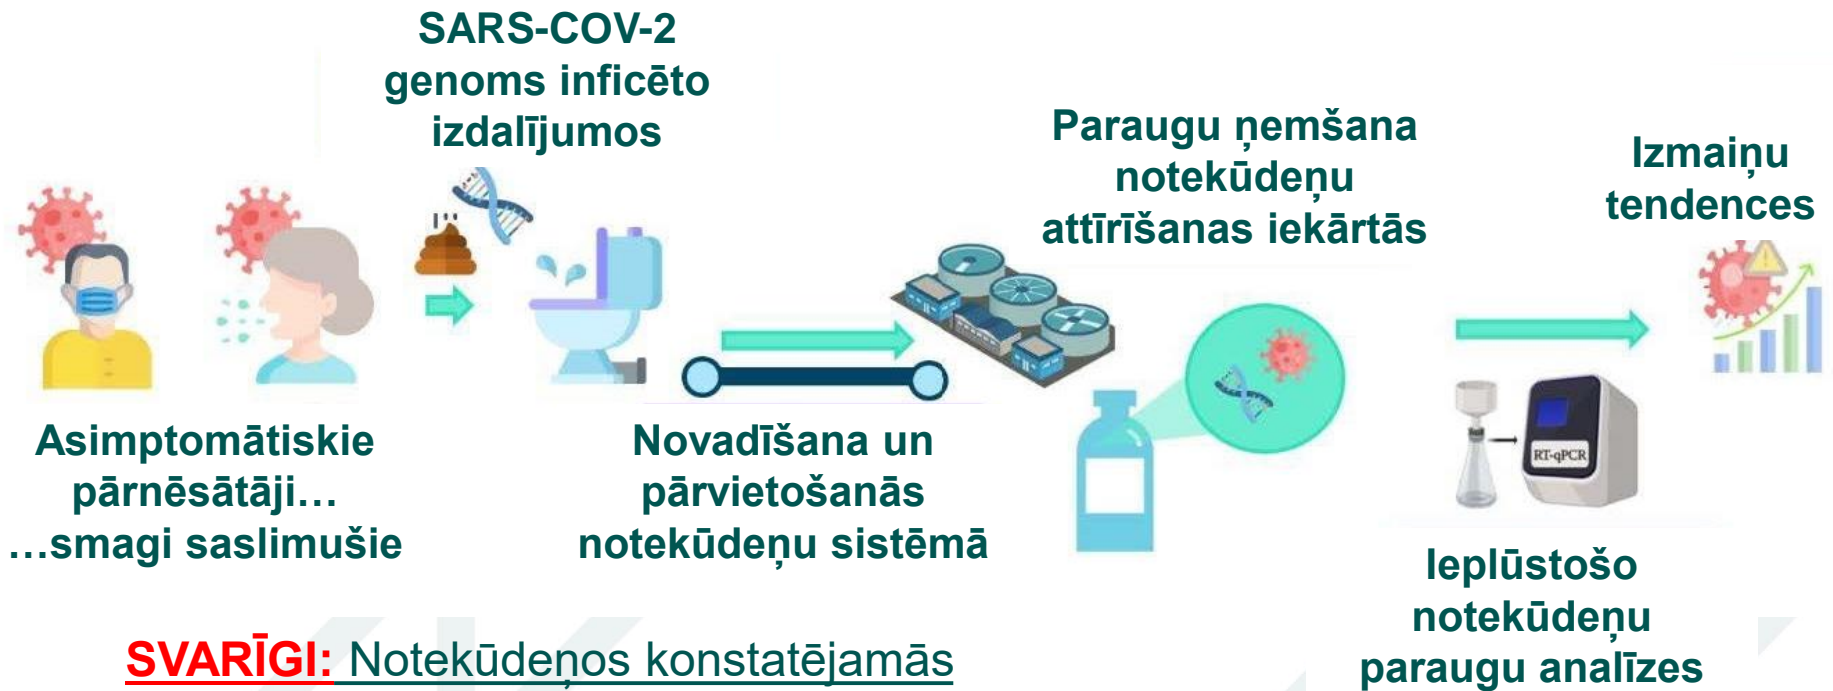 SARS-COV-2
genoms inficēto
izdalījumos
Paraugu ņemšana
notekūdeņu
attīrīšanas iekārtās
Izmaiņu
tendences
Asimptomātiskie
pārnēsātāji…
…smagi saslimušie
Novadīšana un
pārvietošanās
notekūdeņu sistēmā
RT-qPCR
Ieplūstošo
notekūdeņu
paraugu analīzes
SVARĪGI: Notekūdeņos konstatējamās